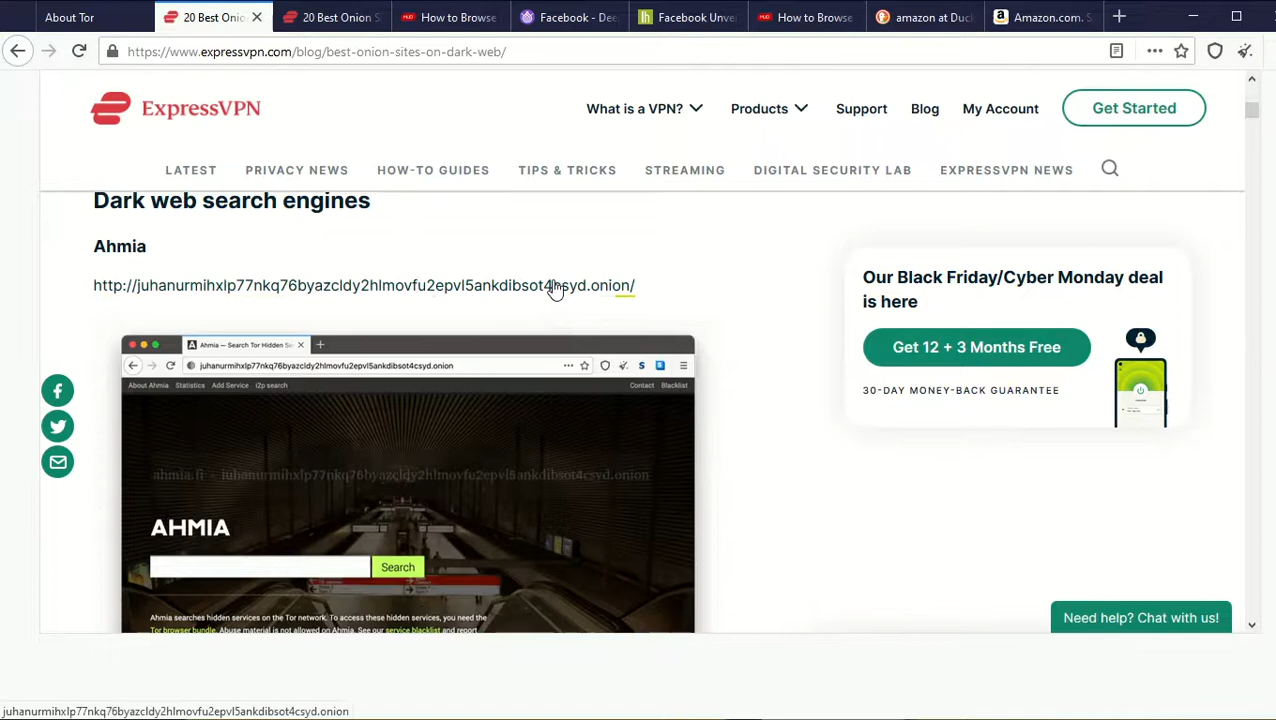 About Tor
20 Best Onio
20 Best Onion S
How to Browse
Facebook - Dee
Facebook Unve
How to Browse
amazon at Duck
Amazon.com. S
https://www.expressvpn.com/blog/best-onion-sites-on-dark-web/
ExpressVPN
What is a VPN?
Products
Support
Blog
My Account
Get Started
LATEST
PRIVACY NEWS
HOW-TO GUIDES
TIPS & TRICKS
STREAMING
DIGITAL SECURITY LAB
EXPRESSVPN NEWS
Dark web search engines
Ahmia
http://juhanurmihxlp77nkq76byazcldy2hlmovfu2epvl5ankdibsot4csyd.onion/
Our Black Friday/Cyber Monday deal
is here
Get 12 + 3 Months Free
30-DAY MONEY-BACK GUARANTEE
Ahmia — Search Tor Hidden Se
juhanurmihxlp77nkq76byazcldy2hlmovfu2epvl5ankdibsot4csyd.onion
About Ahmia
Statistics
Add Service
i2p search
Contact
Blacklist
ahmia.fi - juhanurmihxlp77nkq76byazcldy2hlmovfu2epvl5ankdibsot4csyd.onion
AHMIA
Search
Ahmia searches hidden services on the Tor network. To access these hidden services, you need the
Tor browser bundle. Abuse material is not allowed on Ahmia. See our service blacklist and report
Need help? Chat with us!
juhanurmihxlp77nkq76byazcldy2hlmovfu2epvl5ankdibsot4csyd.onion